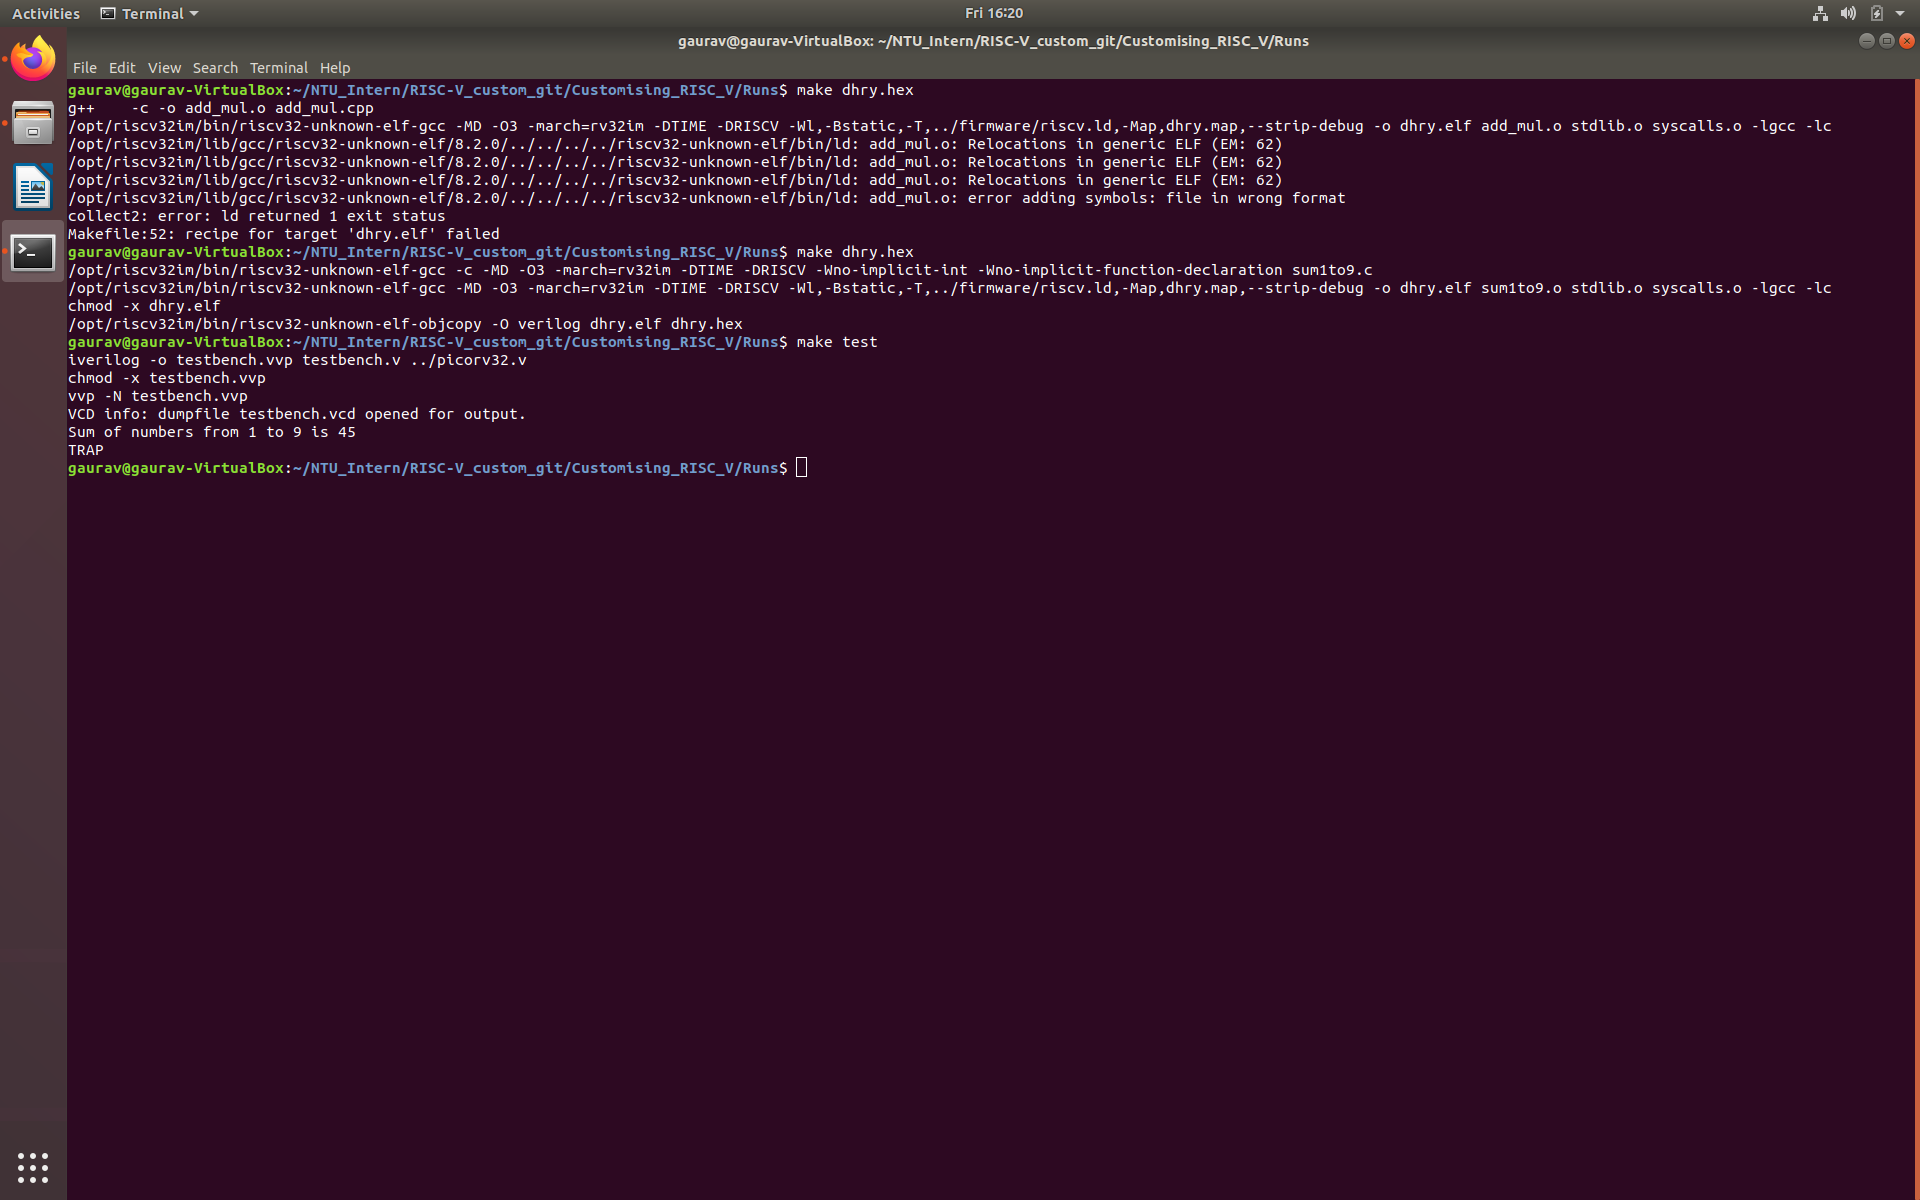 Activities Terminal Fri 16:20
gaurav@gaurav-VirtualBox: ~/NTU_Intern/RISC-V_custom_git/Customising_RISC_V/Runs
File Edit View Search Terminal Help
gaurav@gaurav-VirtualBox:~/NTU_Intern/RISC-V_custom_git/Customising_RISC_V/Runs$ make dhry.hex
g++    -c -o add_mul.o add_mul.cpp
/opt/riscv32im/bin/riscv32-unknown-elf-gcc -MD -O3 -march=rv32im -DTIME -DRISCV -Wl,-Bstatic,-T,../firmware/riscv.ld,-Map,dhry.map,--strip-debug -o dhry.elf add_mul.o stdlib.o syscalls.o -lgcc -lc
/opt/riscv32im/lib/gcc/riscv32-unknown-elf/8.2.0/../../../../riscv32-unknown-elf/bin/ld: add_mul.o: Relocations in generic ELF (EM: 62)
/opt/riscv32im/lib/gcc/riscv32-unknown-elf/8.2.0/../../../../riscv32-unknown-elf/bin/ld: add_mul.o: Relocations in generic ELF (EM: 62)
/opt/riscv32im/lib/gcc/riscv32-unknown-elf/8.2.0/../../../../riscv32-unknown-elf/bin/ld: add_mul.o: Relocations in generic ELF (EM: 62)
/opt/riscv32im/lib/gcc/riscv32-unknown-elf/8.2.0/../../../../riscv32-unknown-elf/bin/ld: add_mul.o: error adding symbols: file in wrong format
collect2: error: ld returned 1 exit status
Makefile:52: recipe for target 'dhry.elf' failed
gaurav@gaurav-VirtualBox:~/NTU_Intern/RISC-V_custom_git/Customising_RISC_V/Runs$ make dhry.hex
/opt/riscv32im/bin/riscv32-unknown-elf-gcc -c -MD -O3 -march=rv32im -DTIME -DRISCV -Wno-implicit-int -Wno-implicit-function-declaration sum1to9.c
/opt/riscv32im/bin/riscv32-unknown-elf-gcc -MD -O3 -march=rv32im -DTIME -DRISCV -Wl,-Bstatic,-T,../firmware/riscv.ld,-Map,dhry.map,--strip-debug -o dhry.elf sum1to9.o stdlib.o syscalls.o -lgcc -lc
chmod -x dhry.elf
/opt/riscv32im/bin/riscv32-unknown-elf-objcopy -O verilog dhry.elf dhry.hex
gaurav@gaurav-VirtualBox:~/NTU_Intern/RISC-V_custom_git/Customising_RISC_V/Runs$ make test
iverilog -o testbench.vvp testbench.v ../picorv32.v
chmod -x testbench.vvp
vvp -N testbench.vvp
VCD info: dumpfile testbench.vcd opened for output.
Sum of numbers from 1 to 9 is 45
TRAP
gaurav@gaurav-VirtualBox:~/NTU_Intern/RISC-V_custom_git/Customising_RISC_V/Runs$